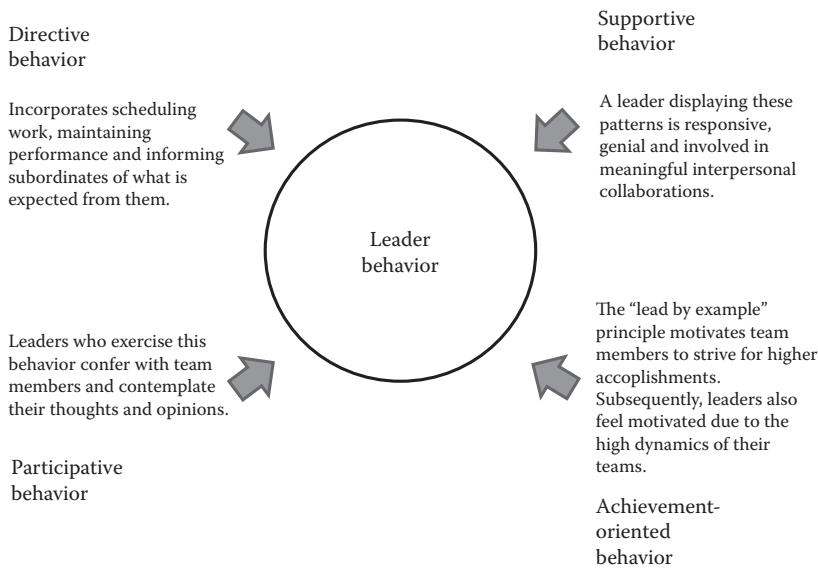 Directive
behavior
Incorporates scheduling
work, maintaining
performance and informing
subordinates of what is
expected from them.
Supportive
behavior
A leader displaying these
patterns is responsive,
genial and involved in
meaningful interpersonal
collaborations.
Leader
behavior
Leaders who exercise this
behavior confer with team
members and contemplate
their thoughts and opinions.
Participative
behavior
The “lead by example”
principle motivates team
members to strive for higher
accoplishments.
Subsequently, leaders also
feel motivated due to the
high dynamics of their
teams.
Achievement-
oriented
behavior